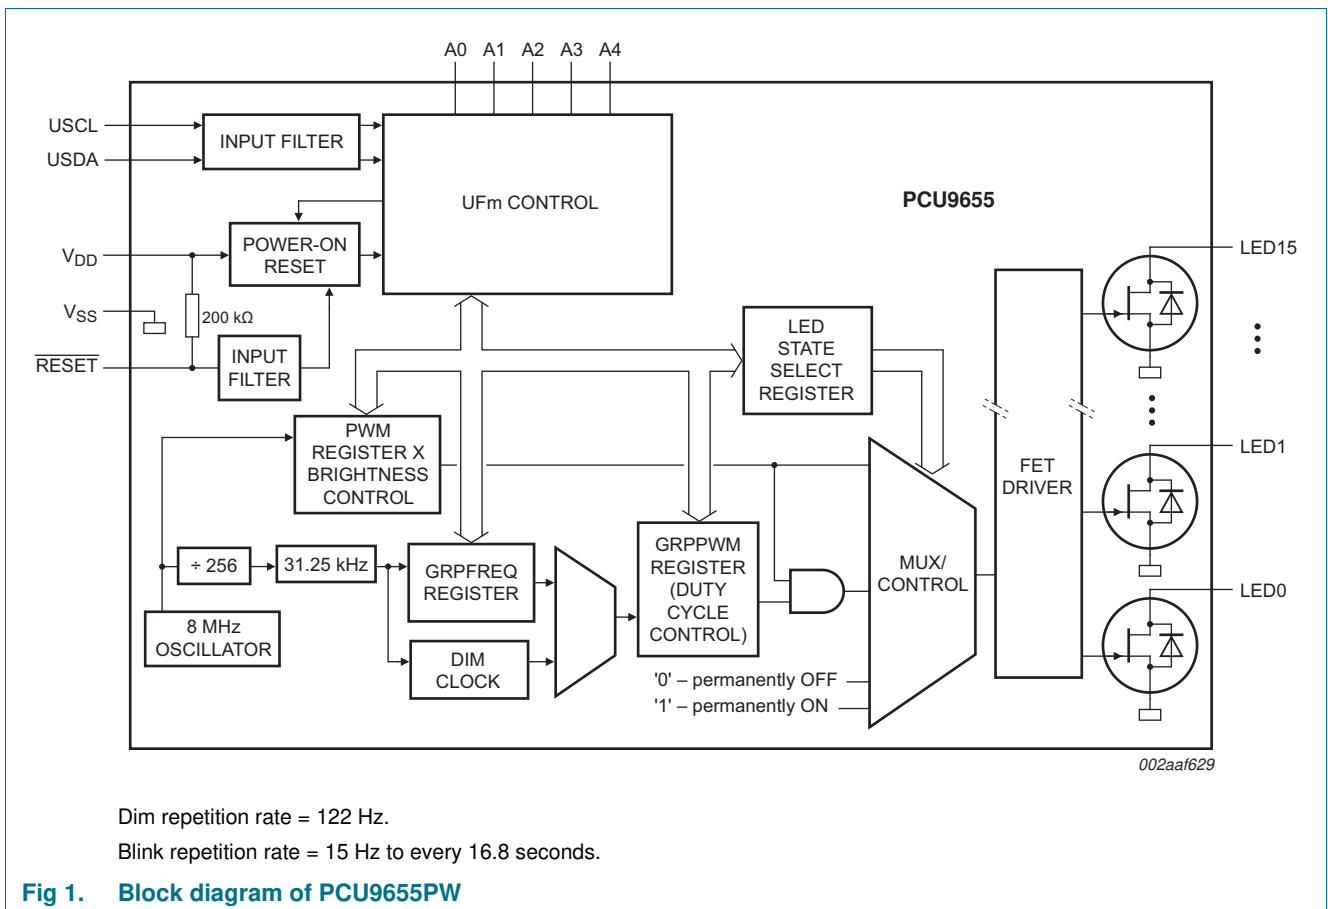 A0 A1 A2 A3 A4
USCL
USDA
INPUT FILTER
UFm CONTROL
PCU9655
VDD
POWER-ON
RESET
VSS
200 kΩ
RESET
INPUT
FILTER
LED
STATE
SELECT
REGISTER
LED15
PWM
REGISTER X
BRIGHTNESS
CONTROL
FET
DRIVER
LED1
÷ 256
31.25 kHz
GRPFREQ
REGISTER
GRPPWM
REGISTER
(DUTY
CYCLE
CONTROL)
MUX/
CONTROL
LED0
8 MHz
OSCILLATOR
DIM
CLOCK
'0' – permanently OFF
'1' – permanently ON
002aaf629
Dim repetition rate = 122 Hz.
Blink repetition rate = 15 Hz to every 16.8 seconds.
Fig 1. Block diagram of PCU9655PW